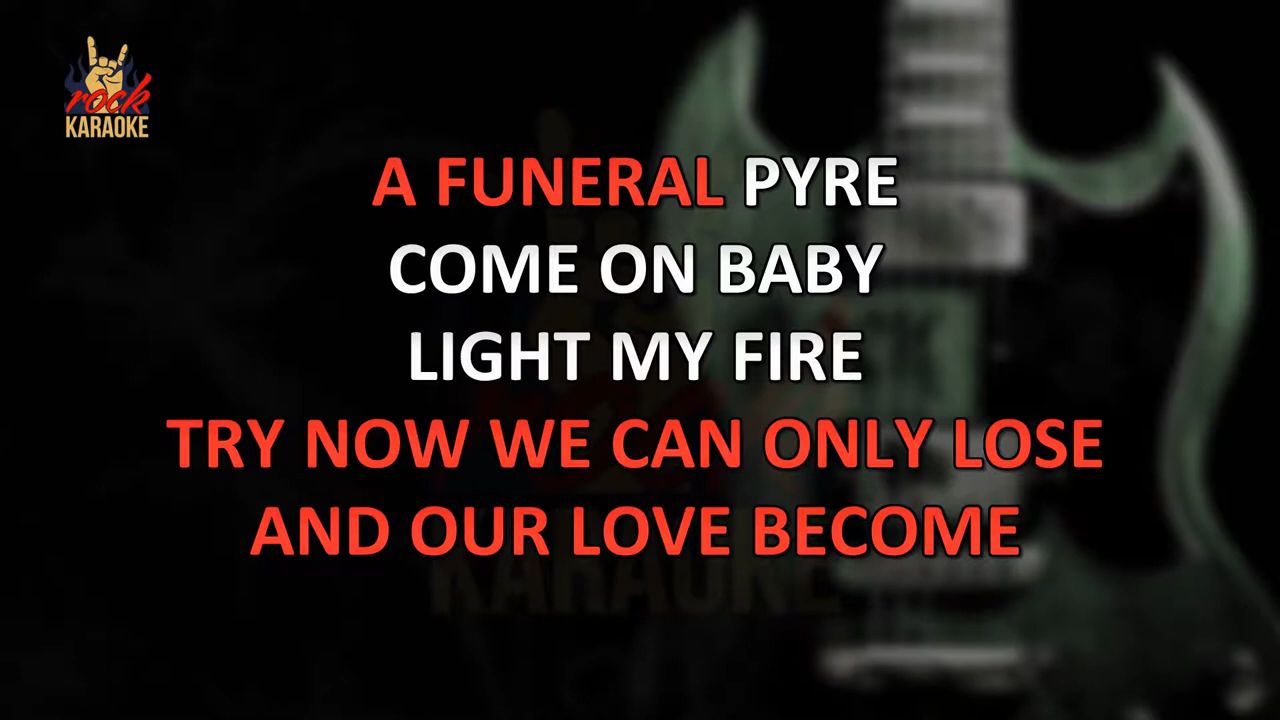 rock
KARAOKE
A FUNERAL PYRE
COME ON BABY
LIGHT MY FIRE
TRY NOW WE CAN ONLY LOSE
AND OUR LOVE BECOME
KARAOKE